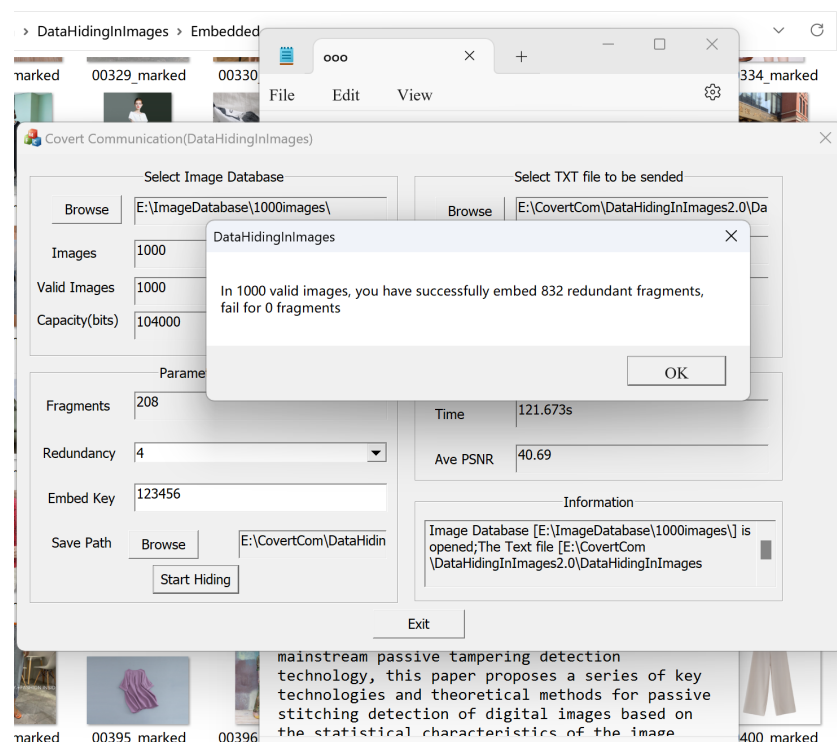 DataHidingInImages > Embedded
marked
00329_marked
00330
334_marked
ooo
File Edit View
Covert Communication(DataHidingInImages)
Select Image Database
Browse E:\ImageDatabase\1000images\
Images 1000
Valid Images 1000
Capacity(bits) 104000
Select TXT file to be sended
Browse E:\CovertCom\DataHidingInImages2.0\Da
DataHidingInImages
In 1000 valid images, you have successfully embed 832 redundant fragments,
fail for 0 fragments
OK
Parame
Fragments 208
Redundancy 4
Embed Key 123456
Save Path Browse E:\CovertCom\DataHidin
Start Hiding
Time 121.673s
Ave PSNR 40.69
Information
Image Database [E:\ImageDatabase\1000images\] is
opened;The Text file [E:\CovertCom
\DataHidingInImages2.0\DataHidingInImages
Exit
mainstream passive tampering detection
technology, this paper proposes a series of key
technologies and theoretical methods for passive
stitching detection of digital images based on
the statistical characteristics of the image
marked
00395_marked
00396
400_marked